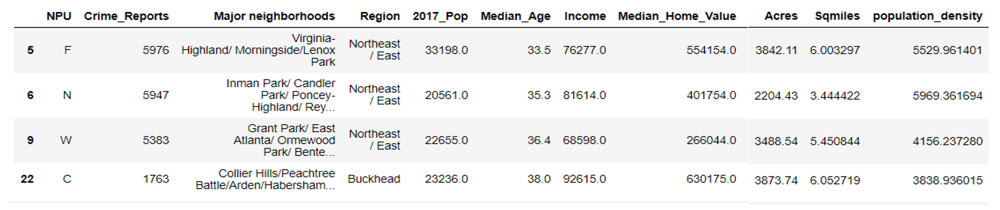 NPU Crime_Reports Major neighborhoods Region 2017_Pop Median_Age Income Median_Home_Value Acres Sqmiles population_density
5 F 5976 Virginia-
Highland/ Morningside/Lenox
Park Northeast
/ East 33198.0 33.5 76277.0 554154.0 3842.11 6.003297 5529.961401
6 N 5947 Inman Park/ Candler
Park/ Poncey-
Highland/ Rey... Northeast
/ East 20561.0 35.3 81614.0 401754.0 2204.43 3.444422 5969.361694
9 W 5383 Grant Park/ East
Atlanta/ Ormewood
Park/ Bente... Northeast
/ East 22655.0 36.4 68598.0 266044.0 3488.54 5.450844 4156.237280
22 C 1763 Collier Hills/Peachtree
Battle/Arden/Habersham... Buckhead 23236.0 38.0 92615.0 630175.0 3873.74 6.052719 3838.936015